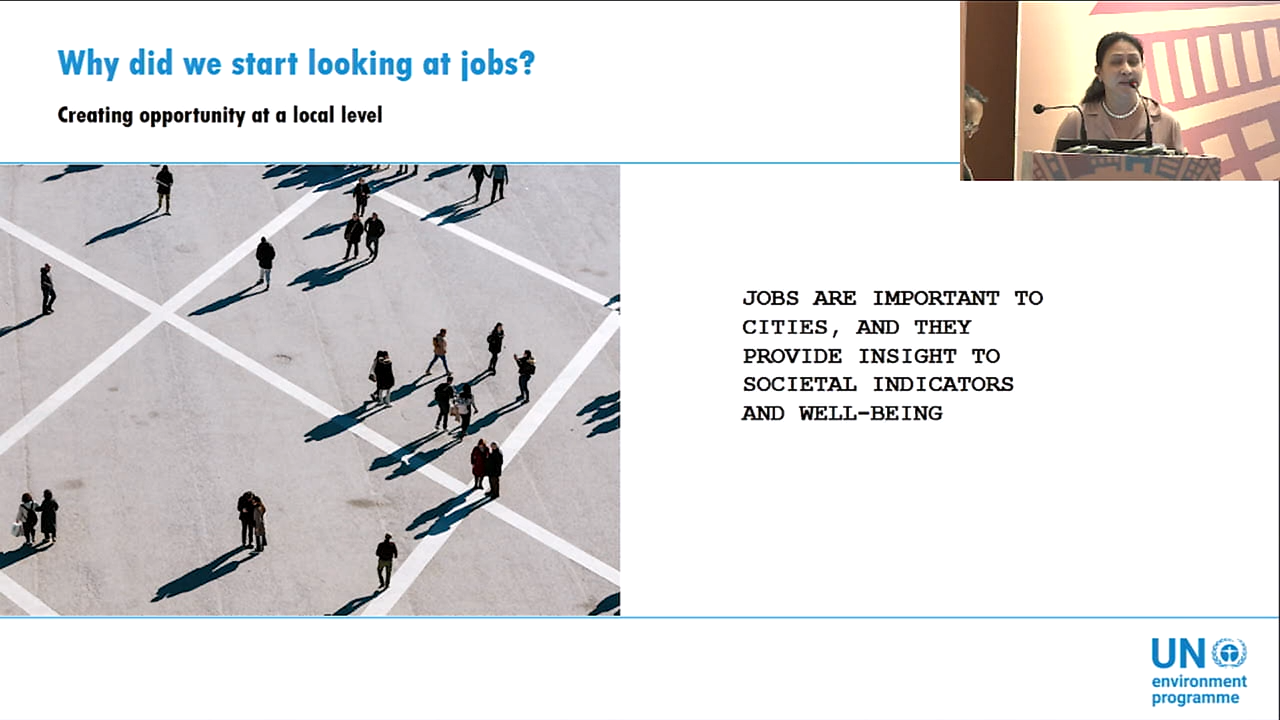 Why did we start looking at jobs?
Creating opportunity at a local level
JOBS ARE IMPORTANT TO
CITIES, AND THEY
PROVIDE INSIGHT TO
SOCIETAL INDICATORS
AND WELL-BEING
UN
environment
programme